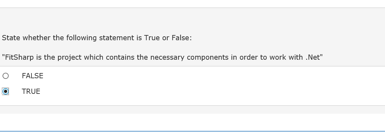 State whether the following statement is True or False:
"FitSharp is the project which contains the necessary components in order to work with .Net"
FALSE
TRUE